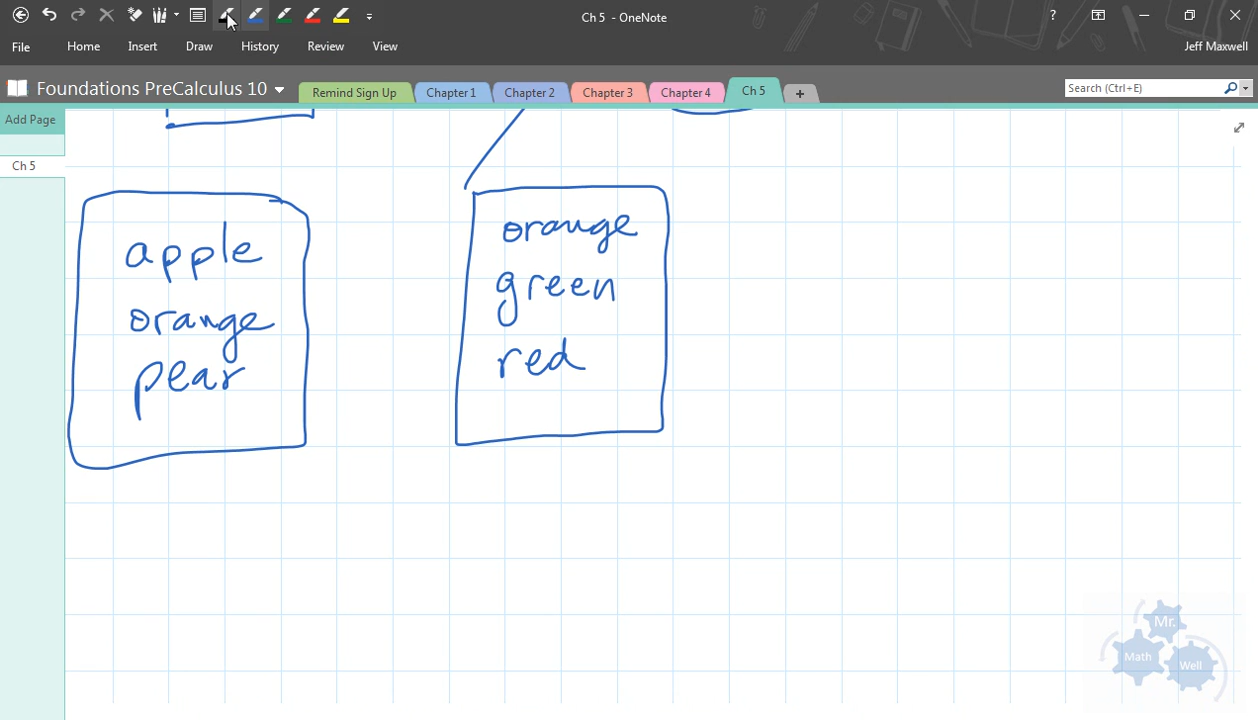 Ch 5 - OneNote
?
File
Home
Insert
Draw
History
Review
View
Jeff Maxwell
Foundations PreCalculus 10
Remind Sign Up
Chapter 1
Chapter 2
Chapter 3
Chapter 4
Ch 5
+
Search (Ctrl+E)
Add Page
Ch 5
apple
orange
pear
orange
green
red
Mr.
Math
Well